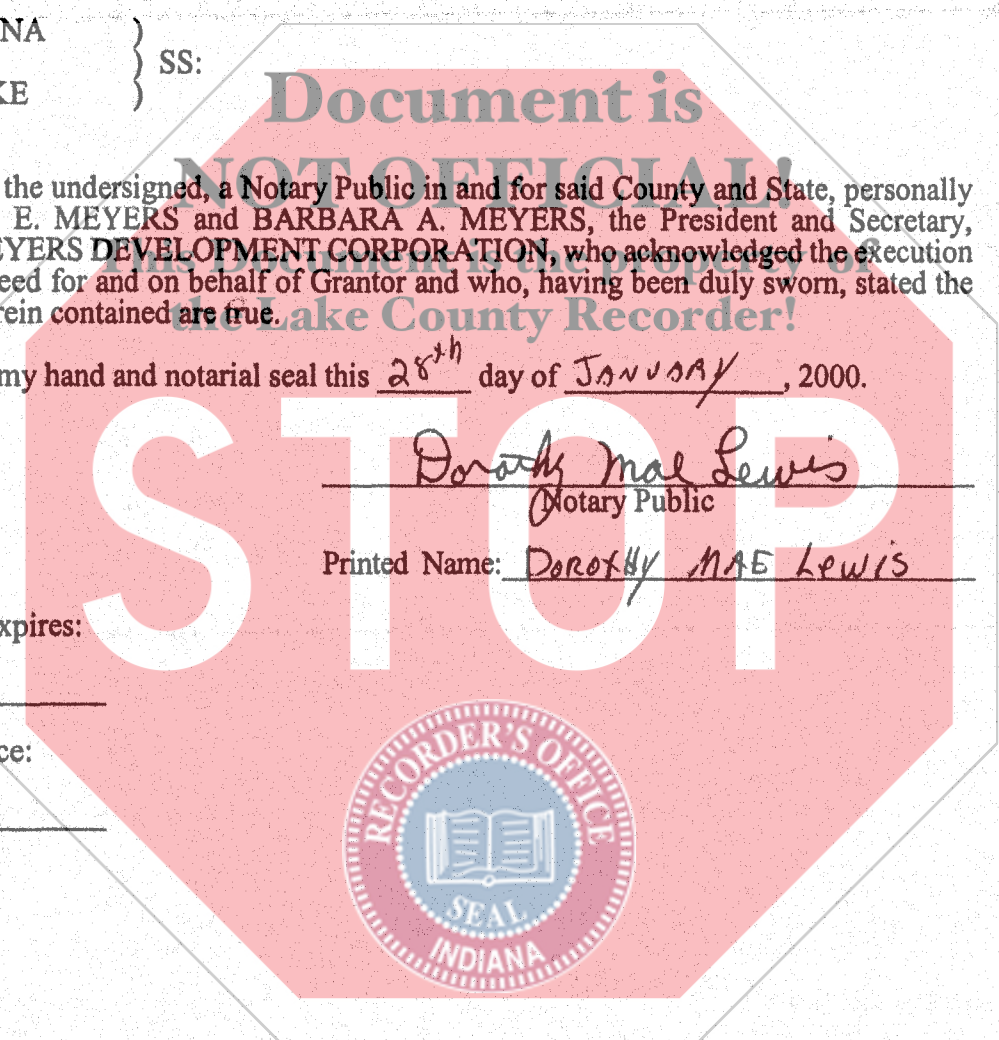 NA
SS:
KE
Document is
NOT OFFICIAL!
the undersigned, a Notary Public in and for said County and State, personally
E. MEYERS and BARBARA A. MEYERS, the President and Secretary,
EYERS DEVELOPMENT CORPORATION, who acknowledged the execution
This Document is the property of
eed for and on behalf of Grantor and who, having been duly sworn, stated the
rein contained are true.
the Lake County Recorder!
my hand and notarial seal this 28th day of JANUARY, 2000.
STOP
Dorothy Mae Lewis
Notary Public
Printed Name: DOROTHY MAE LEWIS
xpires:
ce:
RECORDER'S OFFICE
SEAL
INDIANA